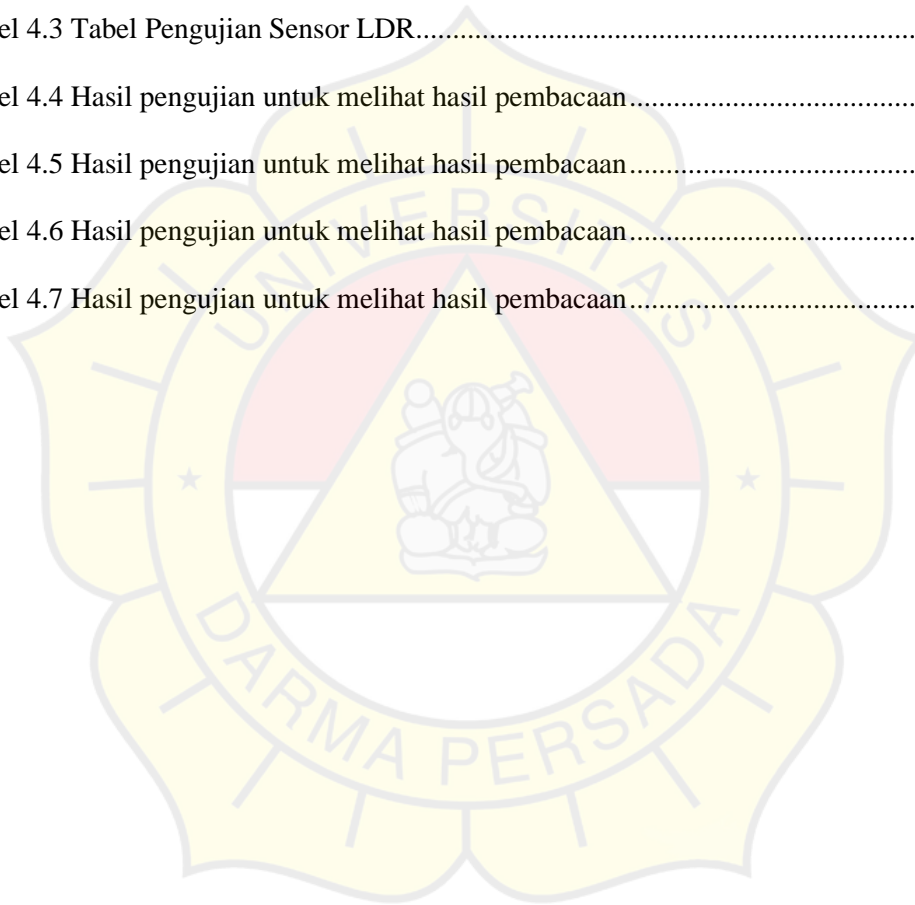 el 4.3 Tabel Pengujian Sensor LDR....................................................................
el 4.4 Hasil pengujian untuk melihat hasil pembacaan.......................................
el 4.5 Hasil pengujian untuk melihat hasil pembacaan.......................................
el 4.6 Hasil pengujian untuk melihat hasil pembacaan.......................................
el 4.7 Hasil pengujian untuk melihat hasil pembacaan.......................................
UNIVERSITAS
DARMA PERSADA